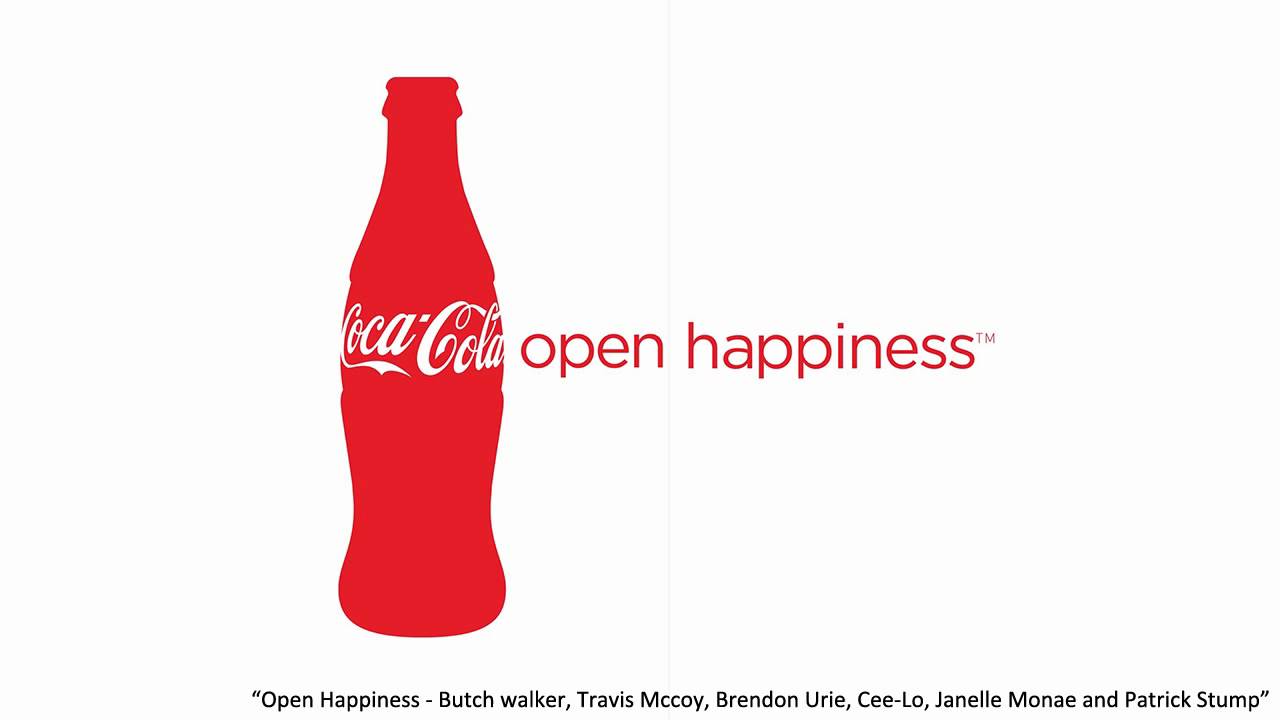 Coca-Cola
open happiness™
“Open Happiness - Butch walker, Travis Mccoy, Brendon Urie, Cee-Lo, Janelle Monae and Patrick Stump”